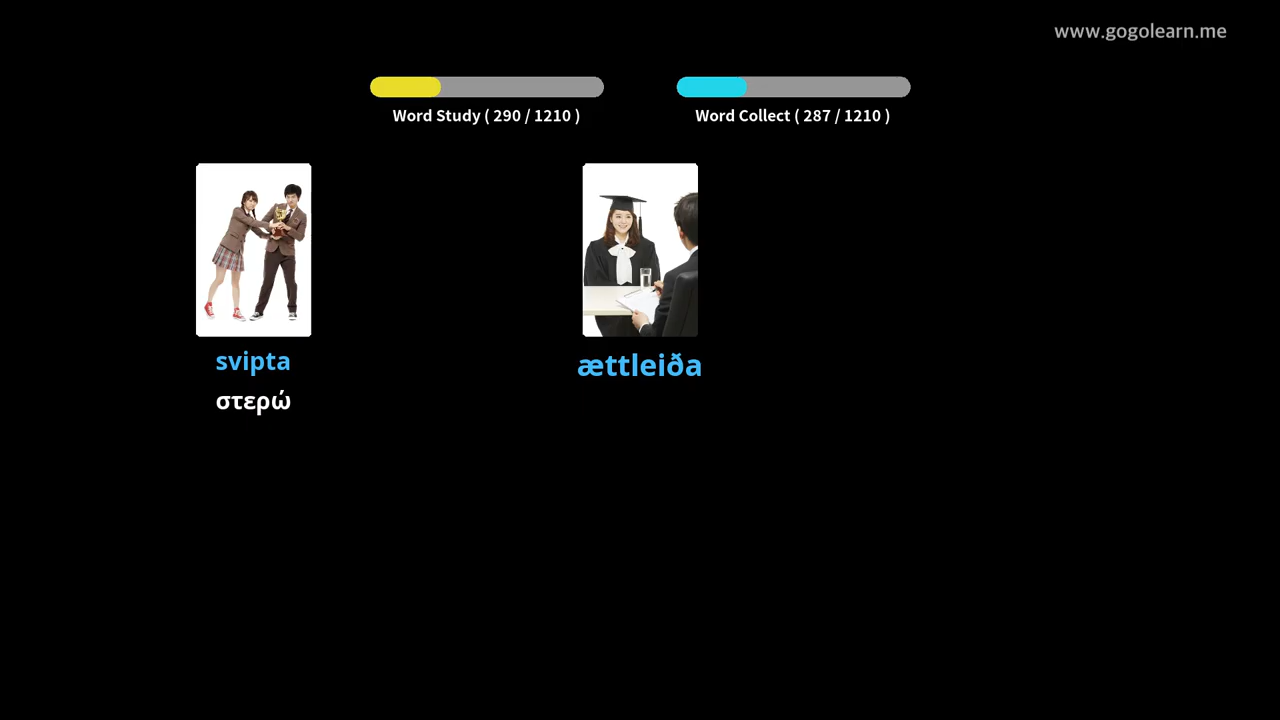 www.gogolearn.me
Word Study ( 290 / 1210 )
Word Collect ( 287 / 1210 )
svipta
στερώ
ættleiða